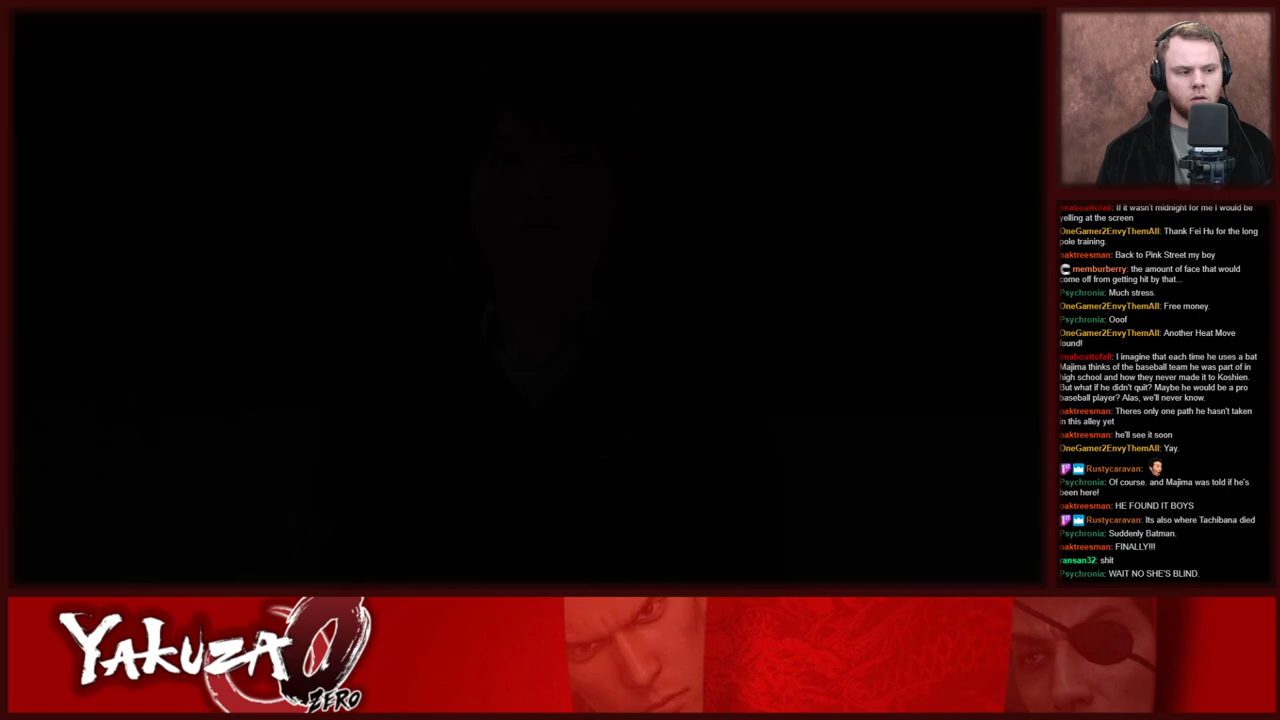 imabouttofall: If it wasn't midnight for me I would be
yelling at the screen
OneGamer2EnvyThemAll: Thank Fei Hu for the long
pole training.
oaktreesman: Back to Pink Street my boy
memburberry: the amount of face that would
come off from getting hit by that...
Psychronia: Much stress.
OneGamer2EnvyThemAll: Free money.
Psychronia: Ooof
OneGamer2EnvyThemAll: Another Heat Move
found!
imabouttofall: I imagine that each time he uses a bat
Majima thinks of the baseball team he was part of in
high school and how they never made it to Koshien.
But what if he didn't quit? Maybe he would be a pro
baseball player? Alas, we'll never know.
oaktreesman: Theres only one path he hasn't taken
in this alley yet
oaktreesman: he'll see it soon
OneGamer2EnvyThemAll: Yay.
Rustycaravan:
Psychronia: Of course. and Majima was told if he's
been here!
oaktreesman: HE FOUND IT BOYS
Rustycaravan: Its also where Tachibana died
Psychronia: Suddenly Batman.
oaktreesman: FINALLY!!!
ransan32: shit
Psychronia: WAIT NO SHE'S BLIND.
YAKUZA 0
ZERO